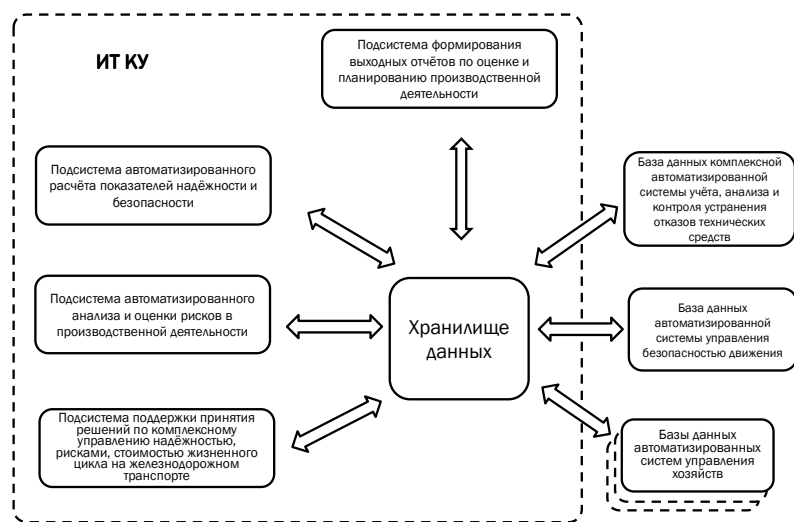 ИТ КУ
Подсистема формирования
выходных отчётов по оценке и
планированию производственной
деятельности
Подсистема автоматизированного
расчёта показателей надёжности и
безопасности
База данных комплексной
автоматизированной
системы учёта, анализа и
контроля устранения
отказов технических
средств
Подсистема автоматизированного
анализа и оценки рисков в
производственной деятельности
Хранилище
данных
База данных
автоматизированной
системы управления
безопасностью движения
Подсистема поддержки принятия
решений по комплексному
управлению надёжностью,
рисками, стоимостью жизненного
цикла на железнодорожном
транспорте
Базы данных
автоматизированных
систем управления
хозяйств